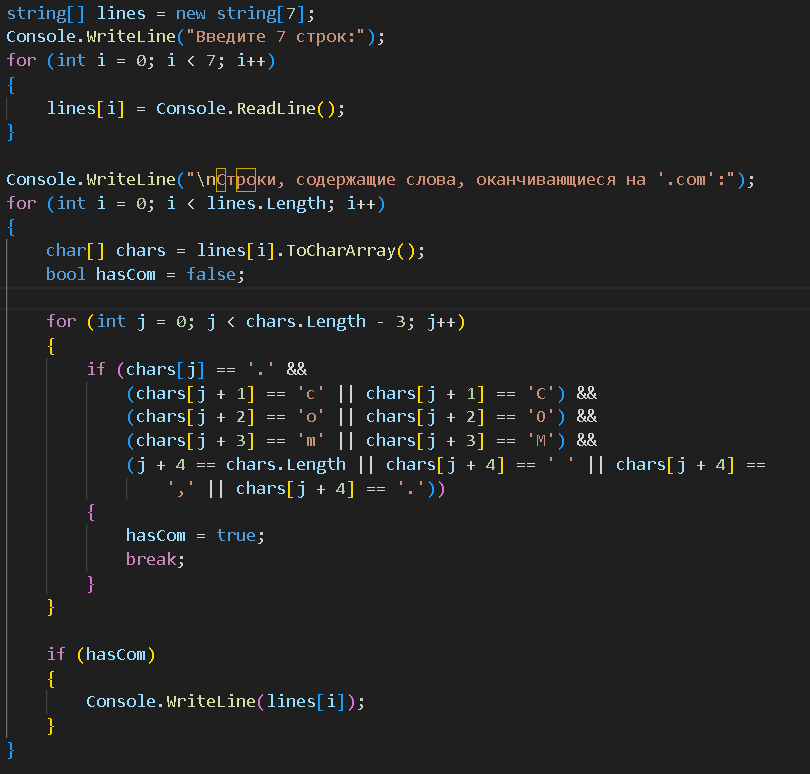 string[] lines = new string[7];
Console.WriteLine("Введите 7 строк:");
for (int i = 0; i < 7; i++)
{
    lines[i] = Console.ReadLine();
}

Console.WriteLine("\nСтроки, содержащие слова, оканчивающиеся на '.com':");
for (int i = 0; i < lines.Length; i++)
{
    char[] chars = lines[i].ToCharArray();
    bool hasCom = false;

    for (int j = 0; j < chars.Length - 3; j++)
    {
        if (chars[j] == '.' &&
            (chars[j + 1] == 'c' || chars[j + 1] == 'C') &&
            (chars[j + 2] == 'o' || chars[j + 2] == 'O') &&
            (chars[j + 3] == 'm' || chars[j + 3] == 'M') &&
            (j + 4 == chars.Length || chars[j + 4] == ' ' || chars[j + 4] ==
                ',' || chars[j + 4] == '.'))
        {
            hasCom = true;
            break;
        }
    }

    if (hasCom)
    {
        Console.WriteLine(lines[i]);
    }
}